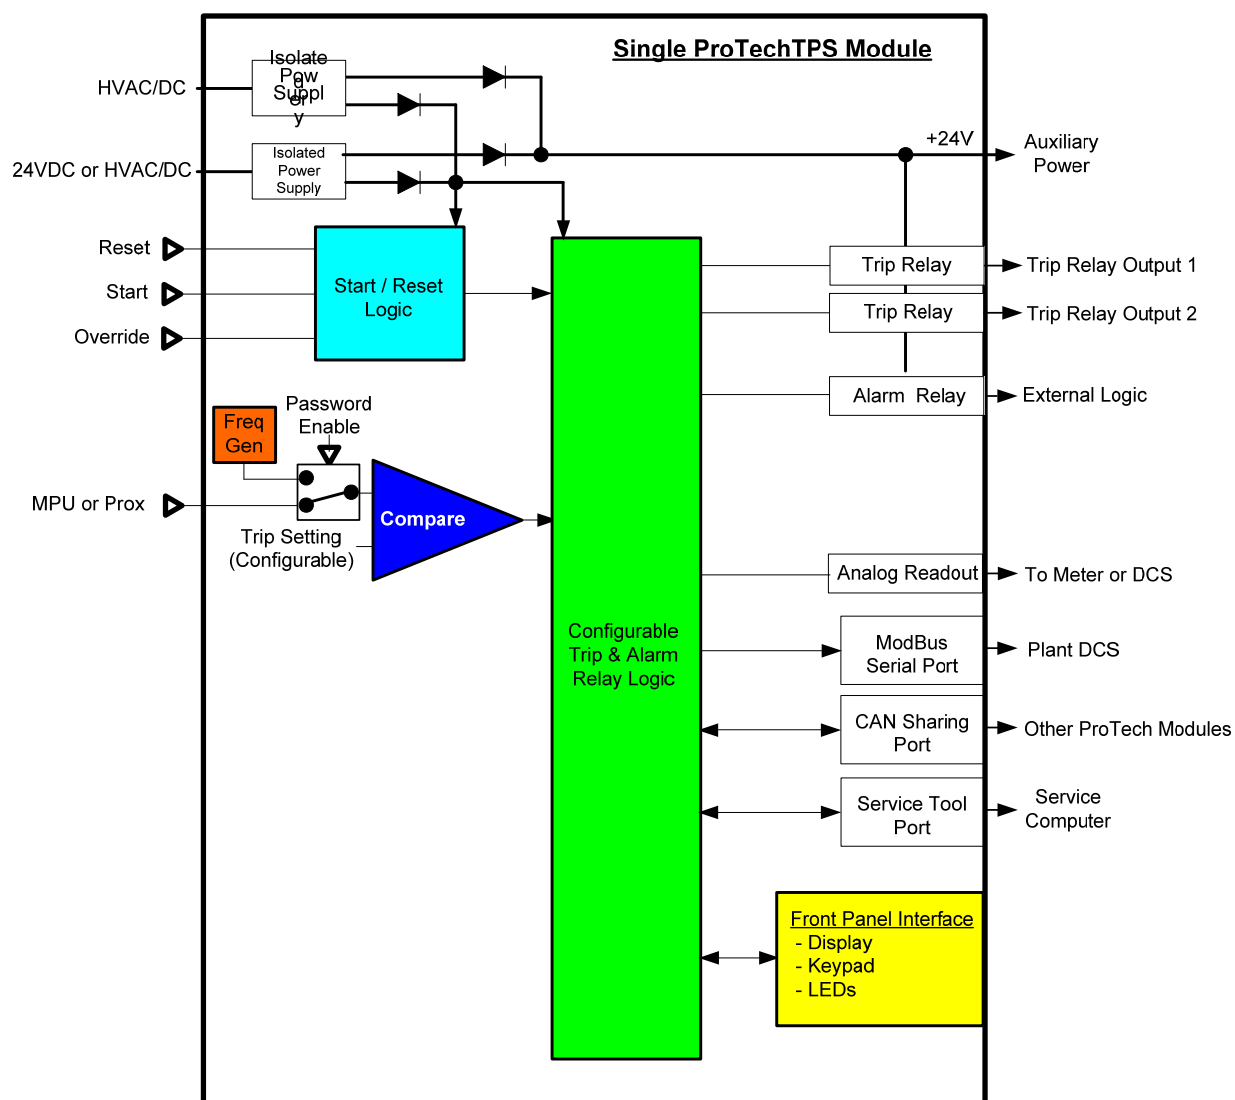 Single ProTechTPS Module
Isolate
Pow
d
Suppl
er
y
HVAC/DC
+24V
Auxiliary
Power
Isolated
Power
Supply
24VDC or HVAC/DC
Reset
Start
Override
Start / Reset
Logic
Trip Relay
Trip Relay Output 1
Trip Relay
Trip Relay Output 2
Alarm Relay
External Logic
Password
Enable
Freq
Gen
MPU or Prox
Compare
Trip Setting
(Configurable)
Configurable
Trip & Alarm
Relay Logic
Analog Readout
To Meter or DCS
ModBus
Serial Port
Plant DCS
CAN Sharing
Port
Other ProTech Modules
Service Tool
Port
Service
Computer
Front Panel Interface
- Display
- Keypad
- LEDs